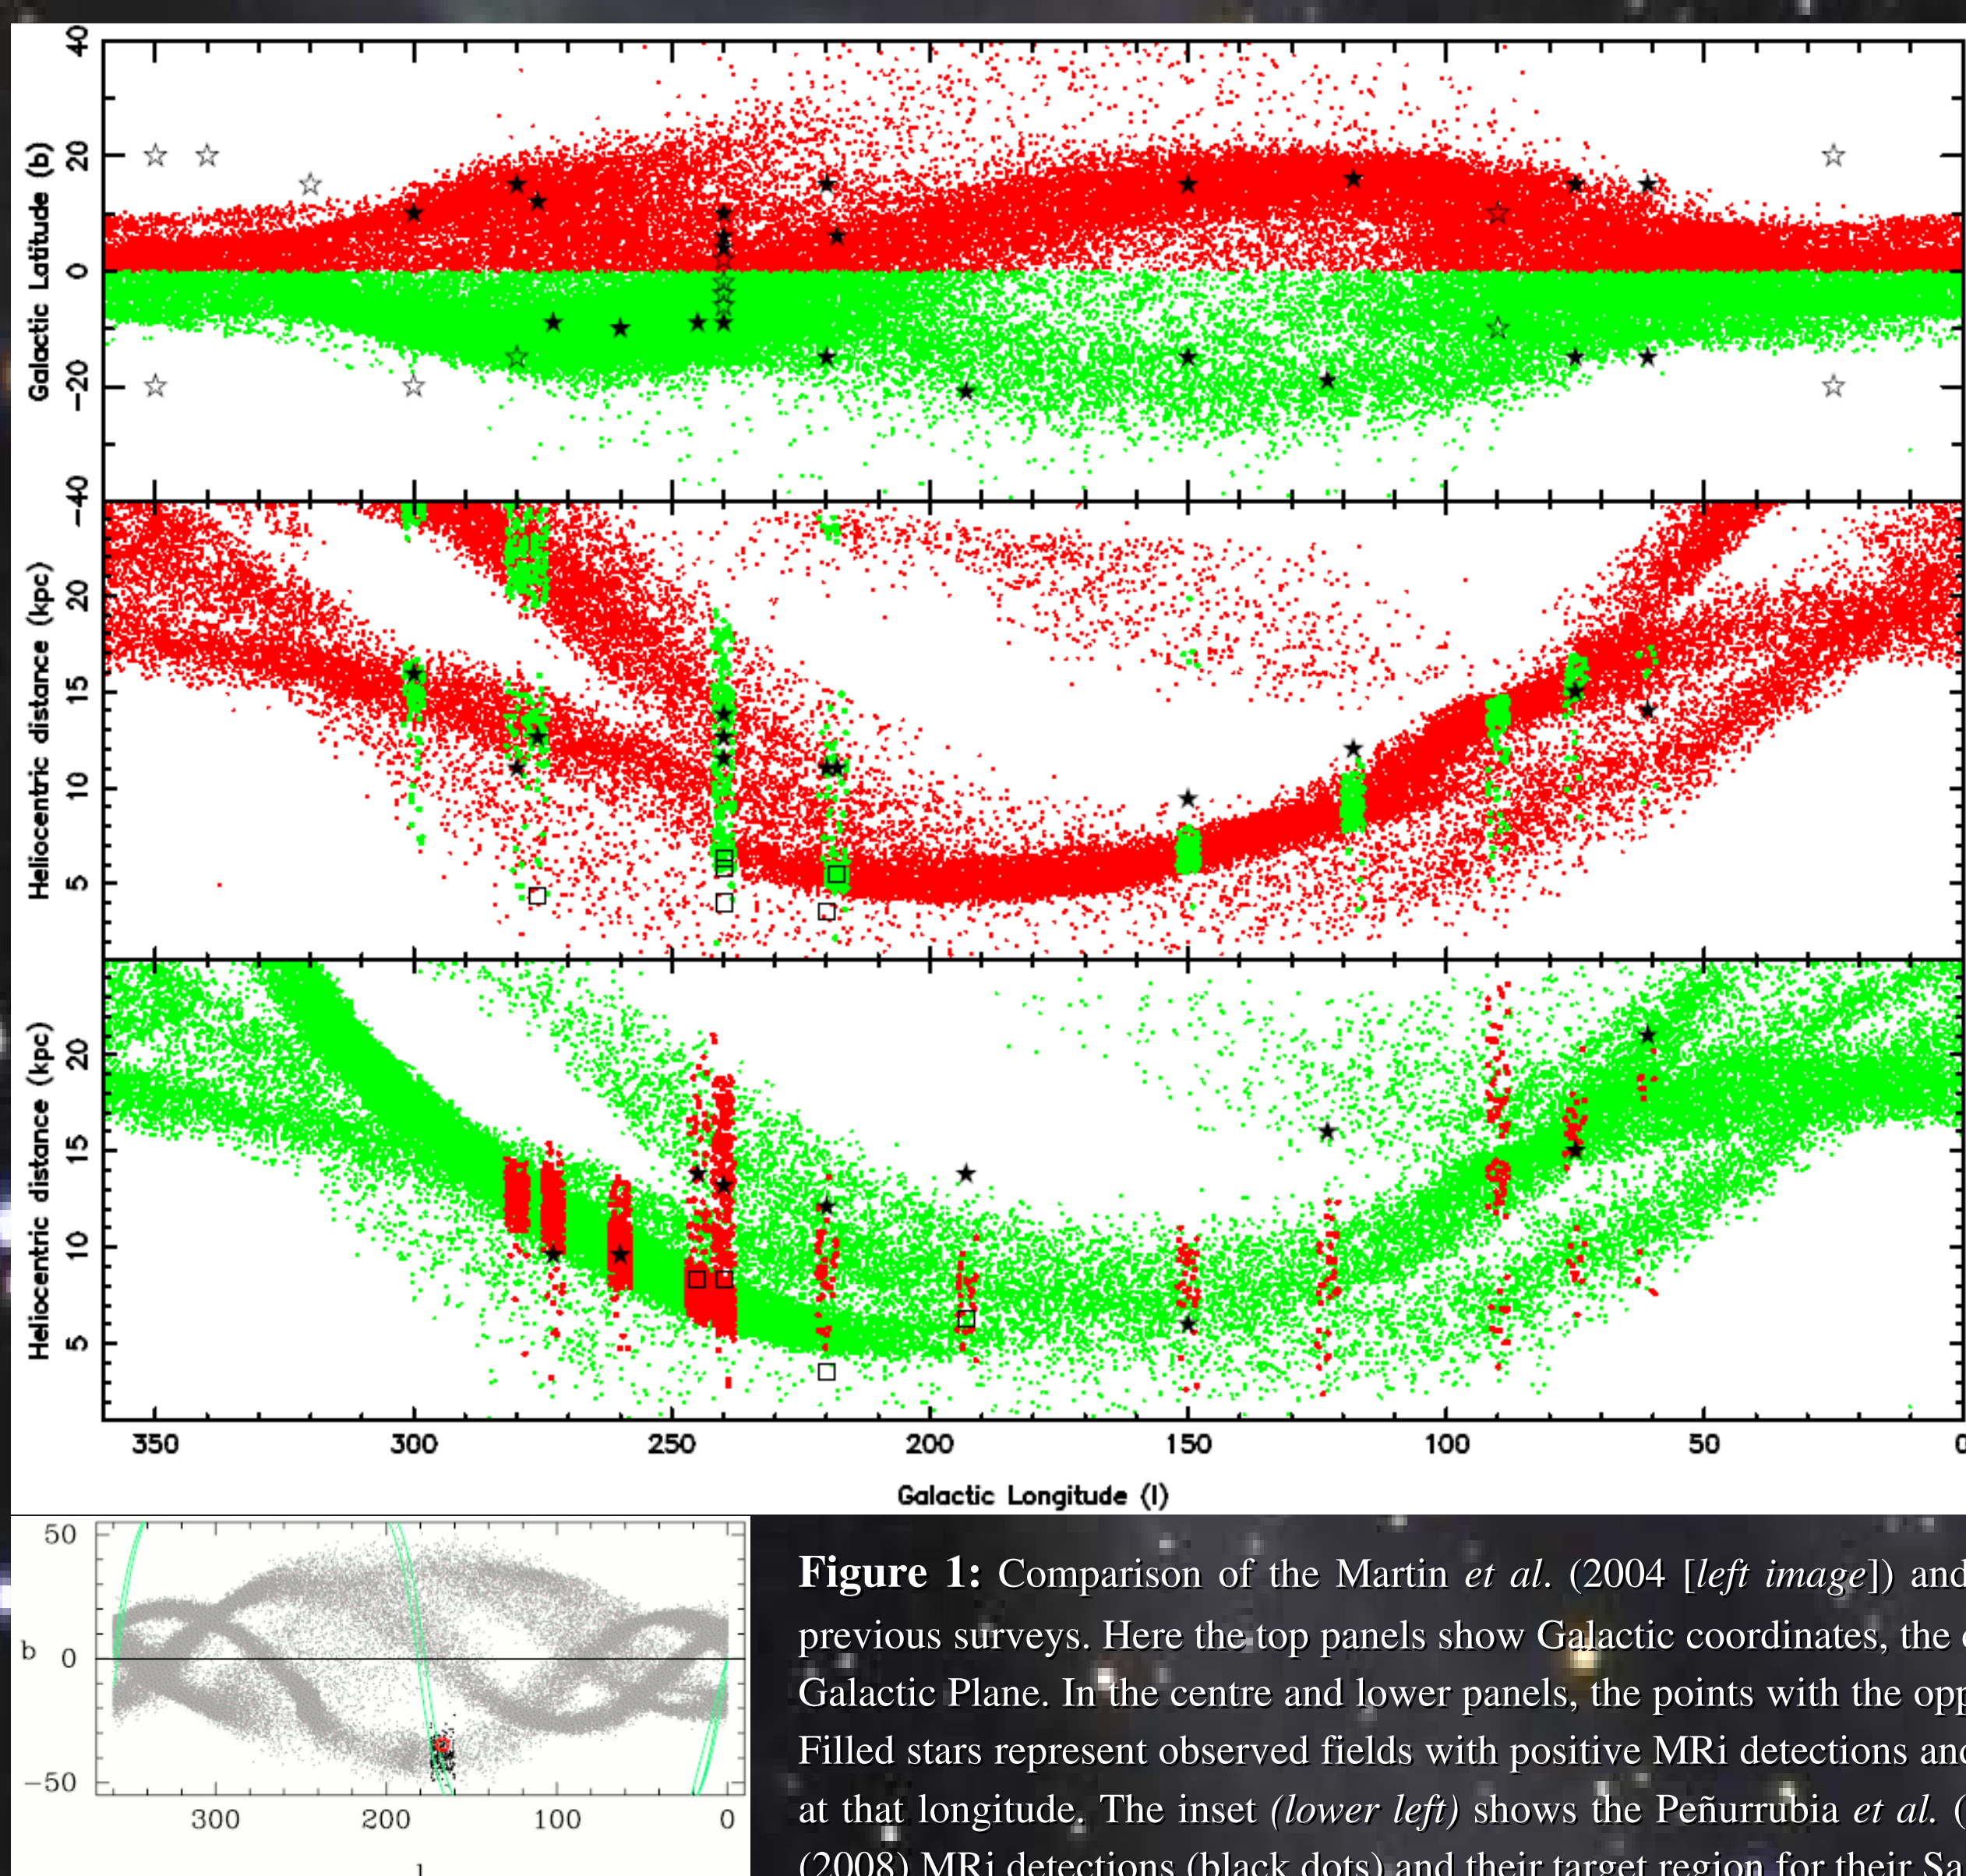 40
20
0
−20
−40
Galactic Latitude (b)
20
15
10
5
Heliocentric distance (kpc)
20
15
10
5
Heliocentric distance (kpc)
350 300 250 200 150 100 50 0
Galactic Longitude (l)
50
b 0
−50
300 200 100 0
l
Figure 1: Comparison of the Martin et al. (2004 [left image]) and
previous surveys. Here the top panels show Galactic coordinates, the
Galactic Plane. In the centre and lower panels, the points with the opp
Filled stars represent observed fields with positive MRi detections and
at that longitude. The inset (lower left) shows the Peñurrubia et al. (
(2008) MRi detections (black dots) and their target region for their Sa